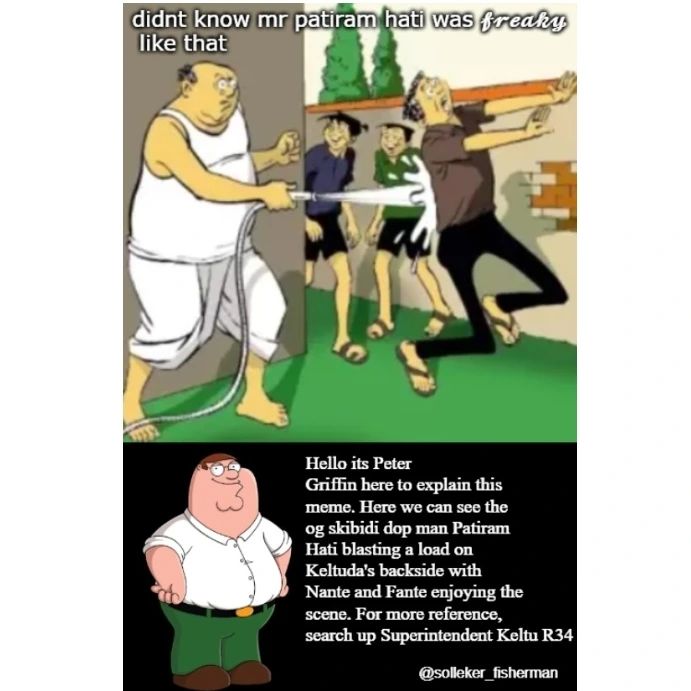 didnt know mr patiram hati was freaky
like that
Hello its Peter
Griffin here to explain this
meme. Here we can see the
og skibidi dop man Patiram
Hati blasting a load on
Keltuda's backside with
Nante and Fante enjoying the
scene. For more reference,
search up Superintendent Keltu R34
@solleker_fisherman